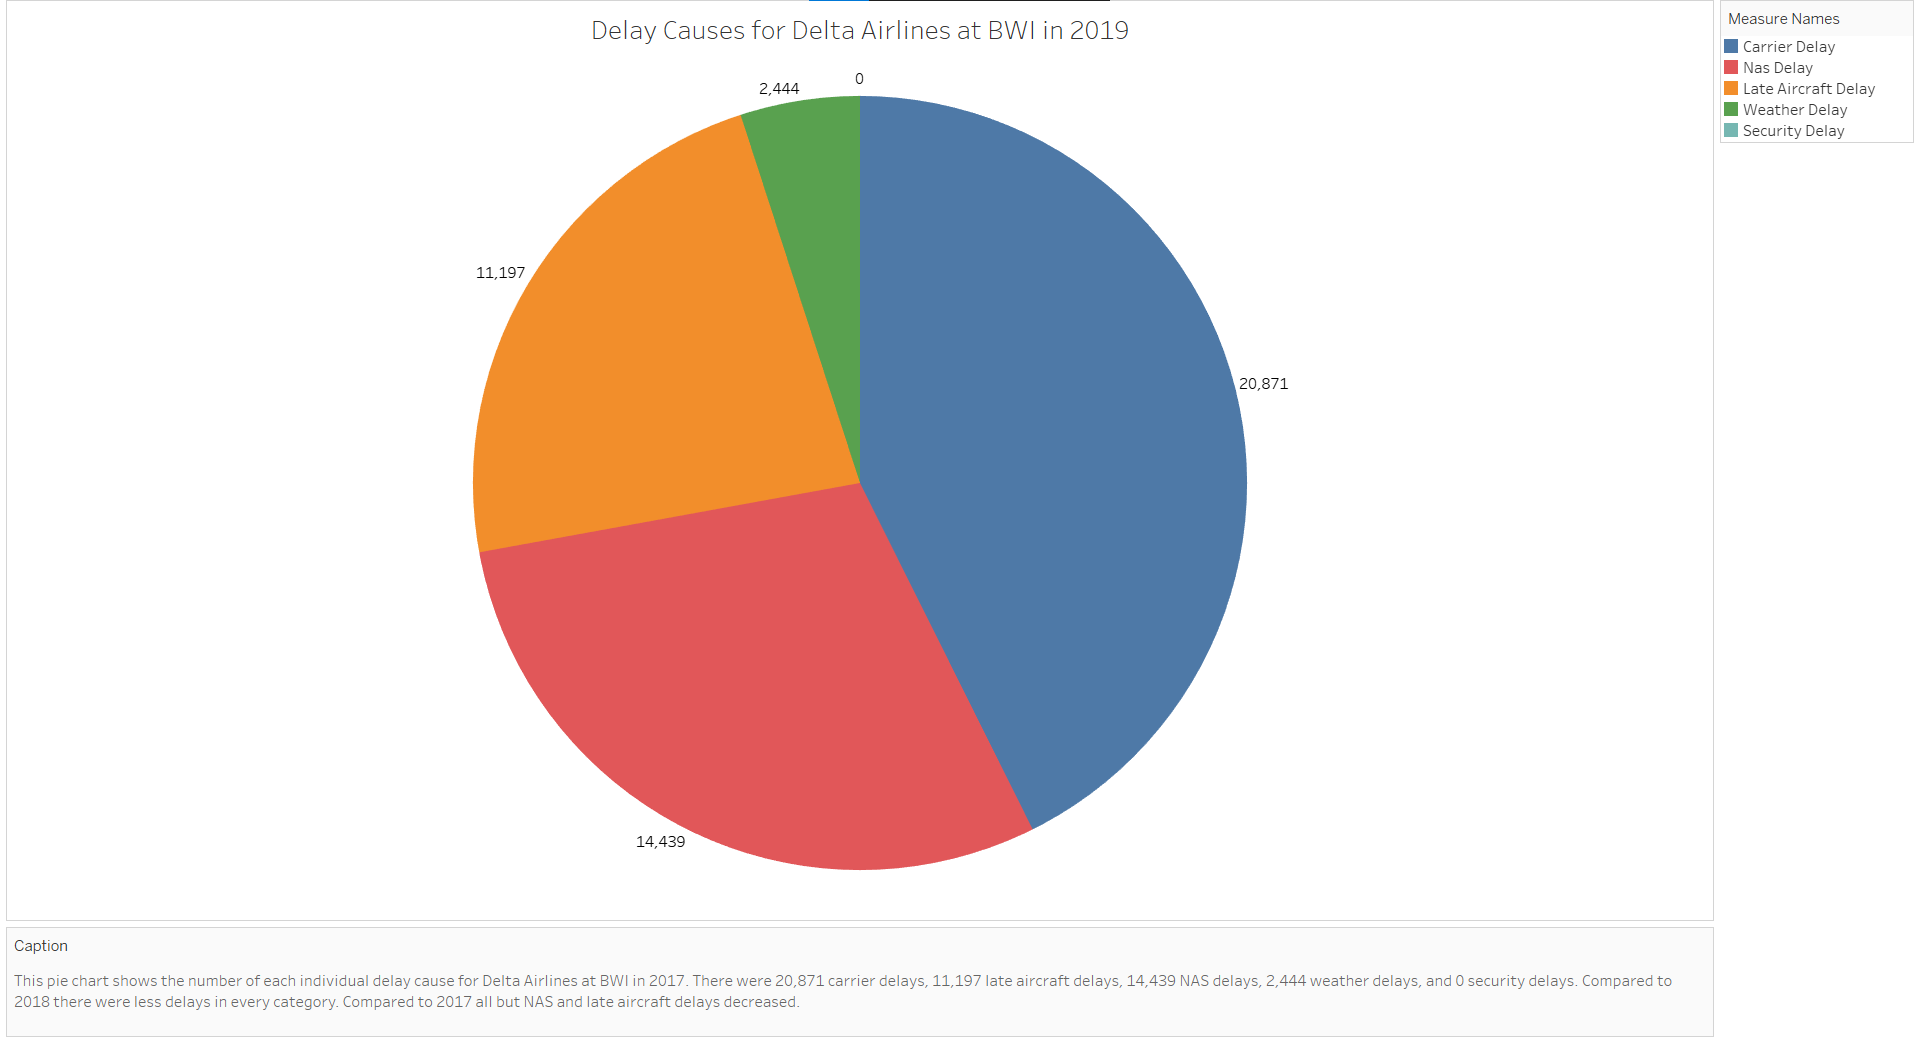 Delay Causes for Delta Airlines at BWI in 2019
0
2,444
11,197
20,871
14,439
Measure Names
Carrier Delay
Nas Delay
Late Aircraft Delay
Weather Delay
Security Delay
Caption
This pie chart shows the number of each individual delay cause for Delta Airlines at BWI in 2017. There were 20,871 carrier delays, 11,197 late aircraft delays, 14,439 NAS delays, 2,444 weather delays, and 0 security delays. Compared to
2018 there were less delays in every category. Compared to 2017 all but NAS and late aircraft delays decreased.